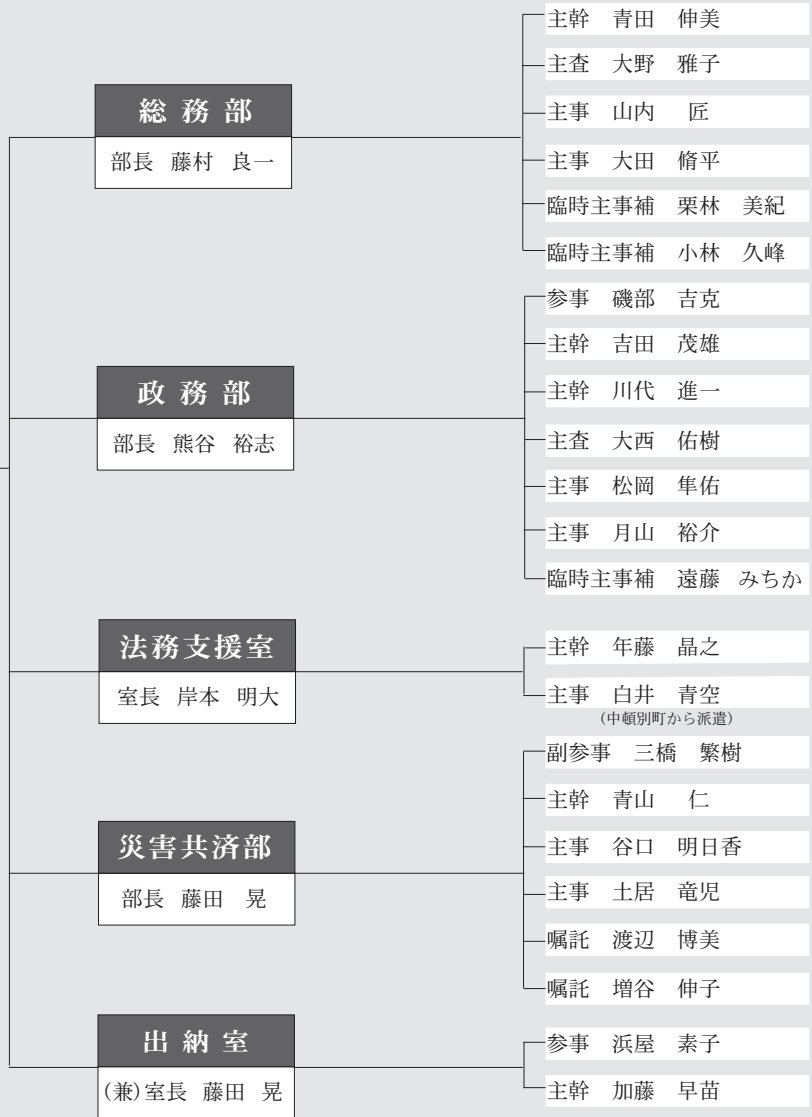 総務部
部長 藤村 良一
主幹 青田 伸美
主査 大野 雅子
主事 山内 匠
主事 大田 脩平
臨時主事補 栗林 美紀
臨時主事補 小林 久峰
政務部
部長 熊谷 裕志
参事 磯部 吉克
主幹 吉田 茂雄
主幹 川代 進一
主査 大西 佑樹
主事 松岡 隼佑
主事 月山 裕介
臨時主事補 遠藤 みちか
法務支援室
室長 岸本 明大
主幹 年藤 晶之
主事 白井 青空
(中頓別町から派遣)
災害共済部
部長 藤田 晃
副参事 三橋 繁樹
主幹 青山 仁
主事 谷口 明日香
主事 土居 竜児
嘱託 渡辺 博美
嘱託 増谷 伸子
出納室
(兼)室長 藤田 晃
参事 浜屋 素子
主幹 加藤 早苗